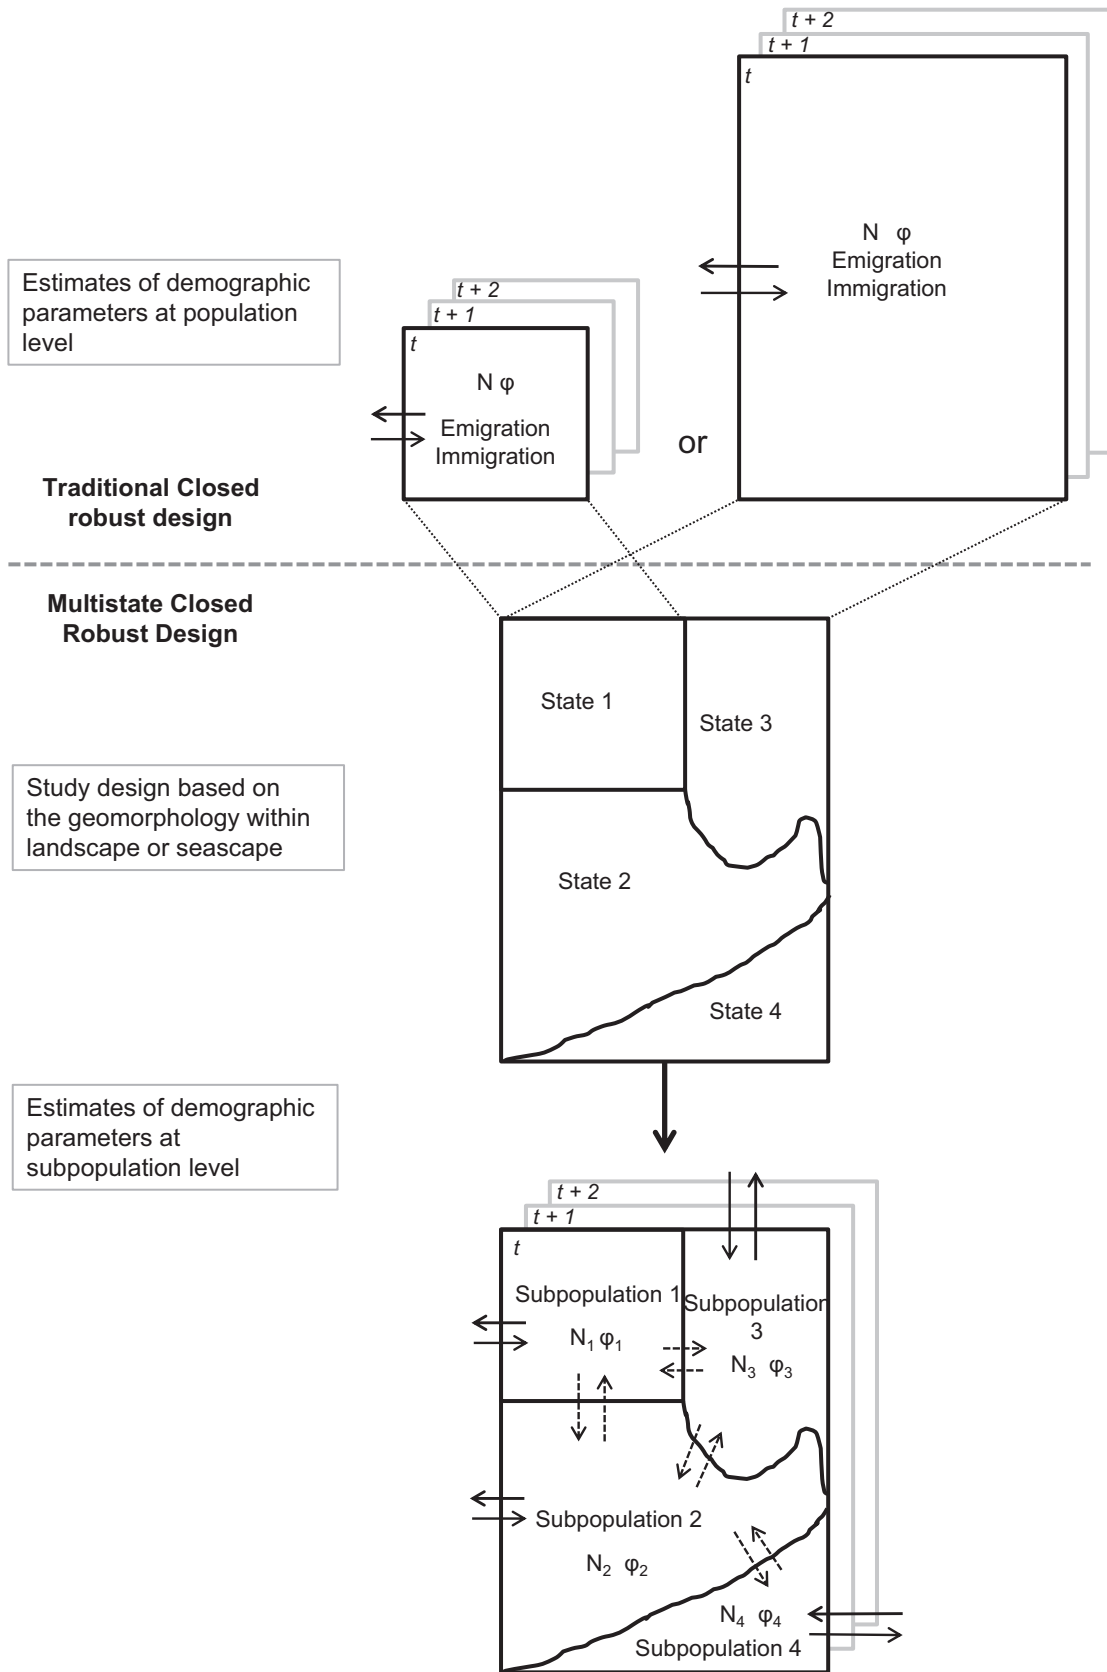 t + 2
t + 1
t
N φ
Emigration
Immigration
Estimates of demographic
parameters at population
level
t + 2
t + 1
t
N φ
Emigration
Immigration
or
Traditional Closed
robust design
Multistate Closed
Robust Design
State 1
State 3
Study design based on
the geomorphology within
landscape or seascape
State 2
State 4
Estimates of demographic
parameters at
subpopulation level
t + 2
t + 1
t
Subpopulation 1
Subpopulation
3
N₁ φ₁
N₃ φ₃
Subpopulation 2
N₂ φ₂
N₄ φ₄
Subpopulation 4